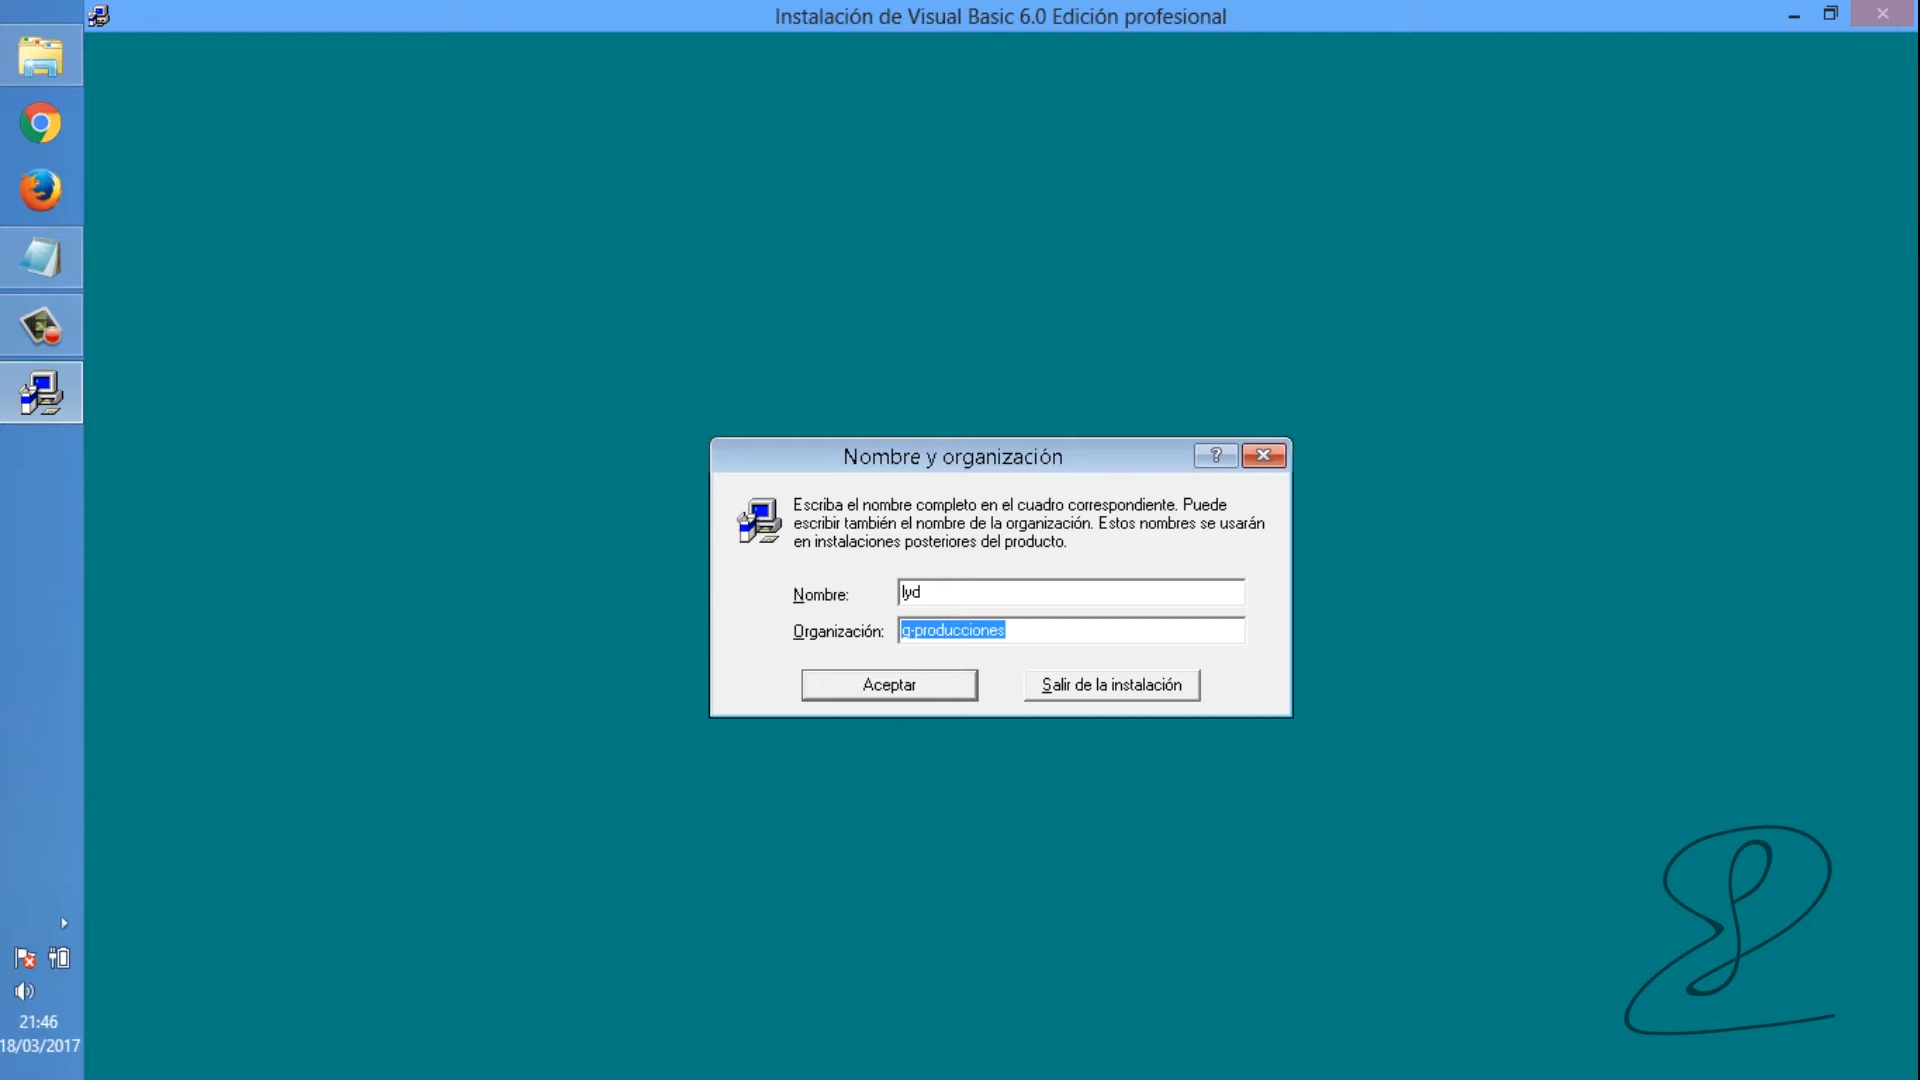 Instalación de Visual Basic 6.0 Edición profesional
Nombre y organización
Escriba el nombre completo en el cuadro correspondiente. Puede
escribir también el nombre de la organización. Estos nombres se usarán
en instalaciones posteriores del producto.
Nombre: lyd
Organización: g-producciones
Aceptar Salir de la instalación
21:46
18/03/2017